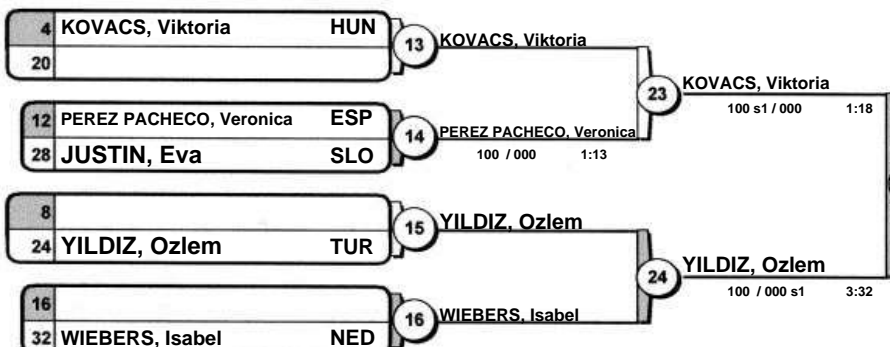 4 KOVACS, Viktoria HUN
20
13 KOVACS, Viktoria
23 KOVACS, Viktoria
100 s1 / 000 1:18
12 PEREZ PACHECO, Veronica ESP
28 JUSTIN, Eva SLO
14 PEREZ PACHECO, Veronica
100 / 000 1:13
8
24 YILDIZ, Ozlem TUR
15 YILDIZ, Ozlem
24 YILDIZ, Ozlem
100 / 000 s1 3:32
16
32 WIEBERS, Isabel NED
16 WIEBERS, Isabel